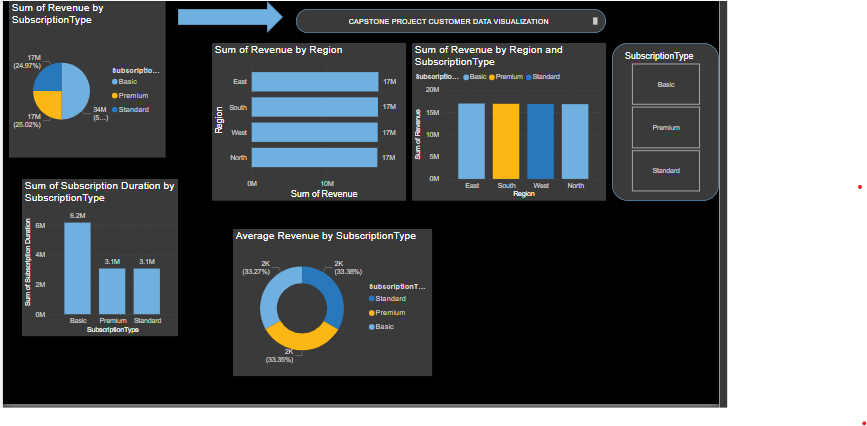 CAPSTONE PROJECT CUSTOMER DATA VISUALIZATION
Sum of Revenue by
SubscriptionType
17M
(24.97%)
17M
(25.02%)
34M
(5...)
Subscriptio...
Basic
Premium
Standard
Sum of Revenue by Region
Region
East
South
West
North
17M
17M
17M
17M
0M
10M
Sum of Revenue
Sum of Revenue by Region and
SubscriptionType
Subscriptio...
Basic
Premium
Standard
Sum of Revenue
20M
15M
10M
5M
0M
East
South
West
North
Region
SubscriptionType
Basic
Premium
Standard
Sum of Subscription Duration by
SubscriptionType
Sum of Subscription Duration
6M
4M
2M
0M
6.2M
3.1M
3.1M
Basic
Premium
Standard
SubscriptionType
Average Revenue by SubscriptionType
2K
(33.27%)
2K
(33.38%)
2K
(33.35%)
SubscriptionT...
Standard
Premium
Basic